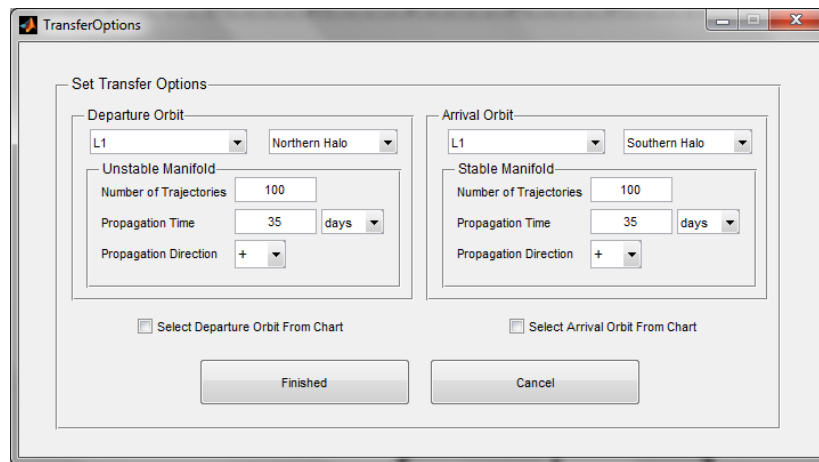 TransferOptions
Set Transfer Options
Departure Orbit
L1 Northern Halo
Unstable Manifold
Number of Trajectories 100
Propagation Time 35 days
Propagation Direction +
Select Departure Orbit From Chart
Arrival Orbit
L1 Southern Halo
Stable Manifold
Number of Trajectories 100
Propagation Time 35 days
Propagation Direction +
Select Arrival Orbit From Chart
Finished Cancel